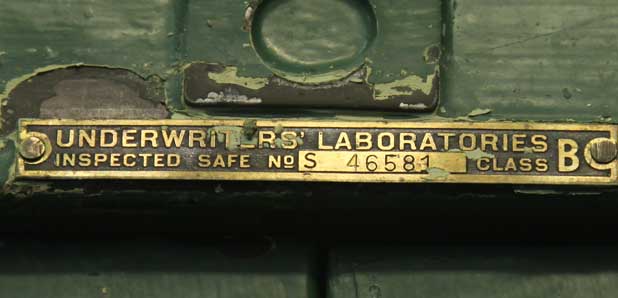 UNDERWRITERS' LABORATORIES
INSPECTED SAFE No S 46581 CLASS B